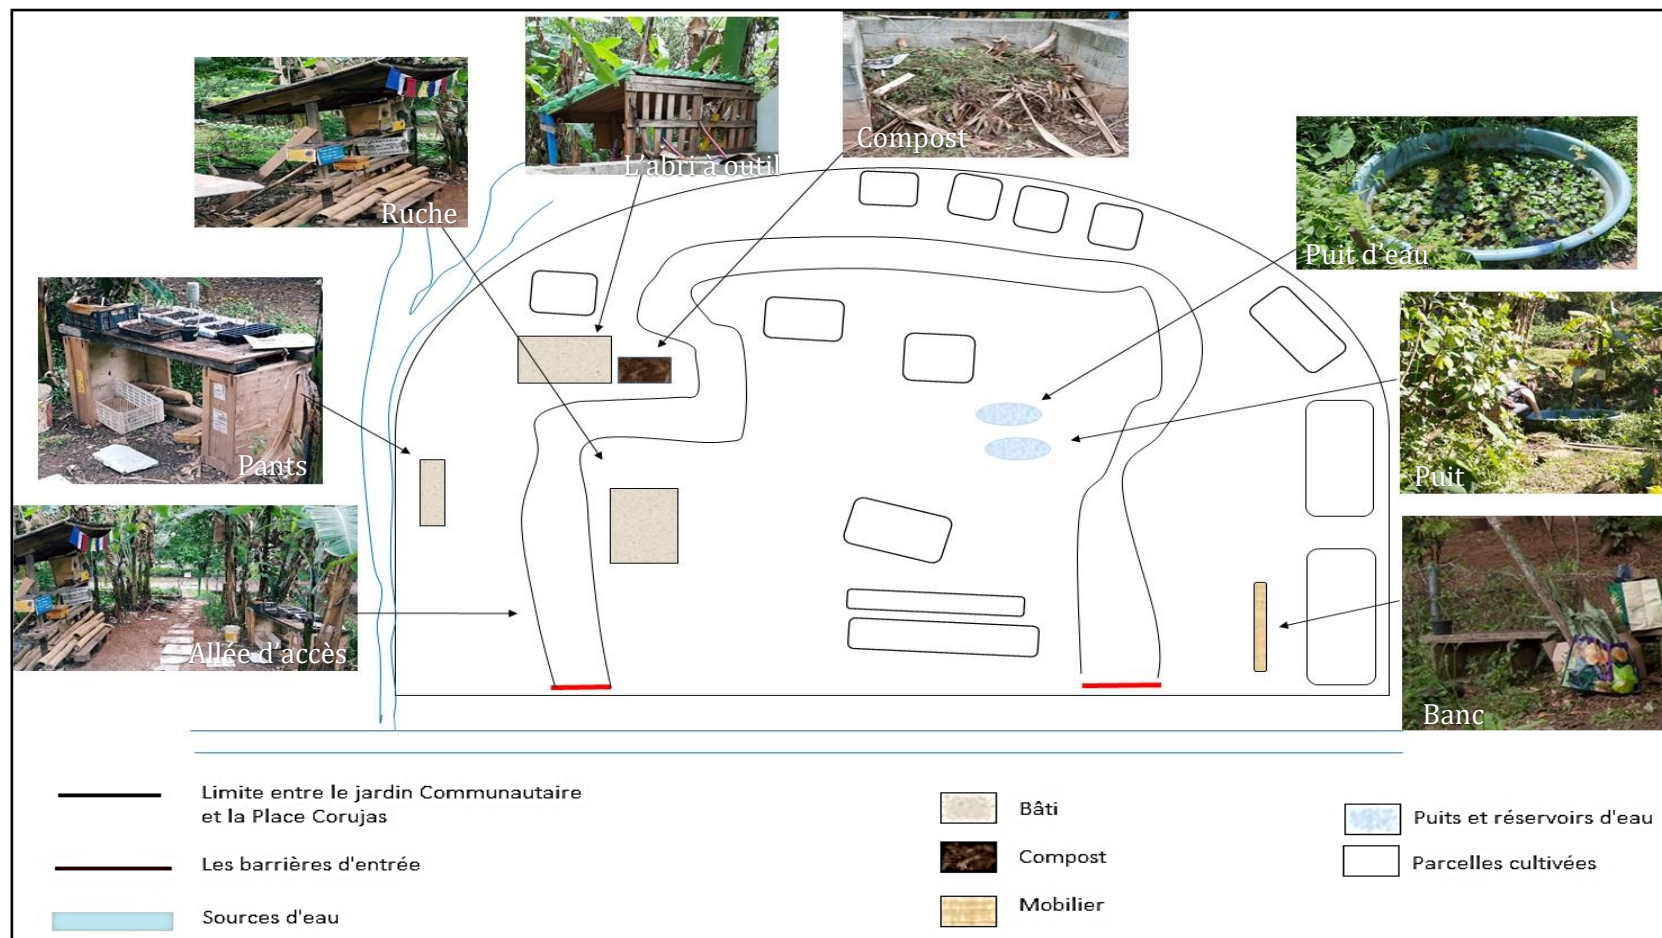 Compost
L'abri à outil
Ruche
Puit d'eau
Pants
Puit
Allée d'accès
Banc
Limite entre le jardin Communautaire
et la Place Corujas
Les barrières d'entrée
Sources d'eau
Bâti
Compost
Mobilier
Puits et réservoirs d'eau
Parcelles cultivées